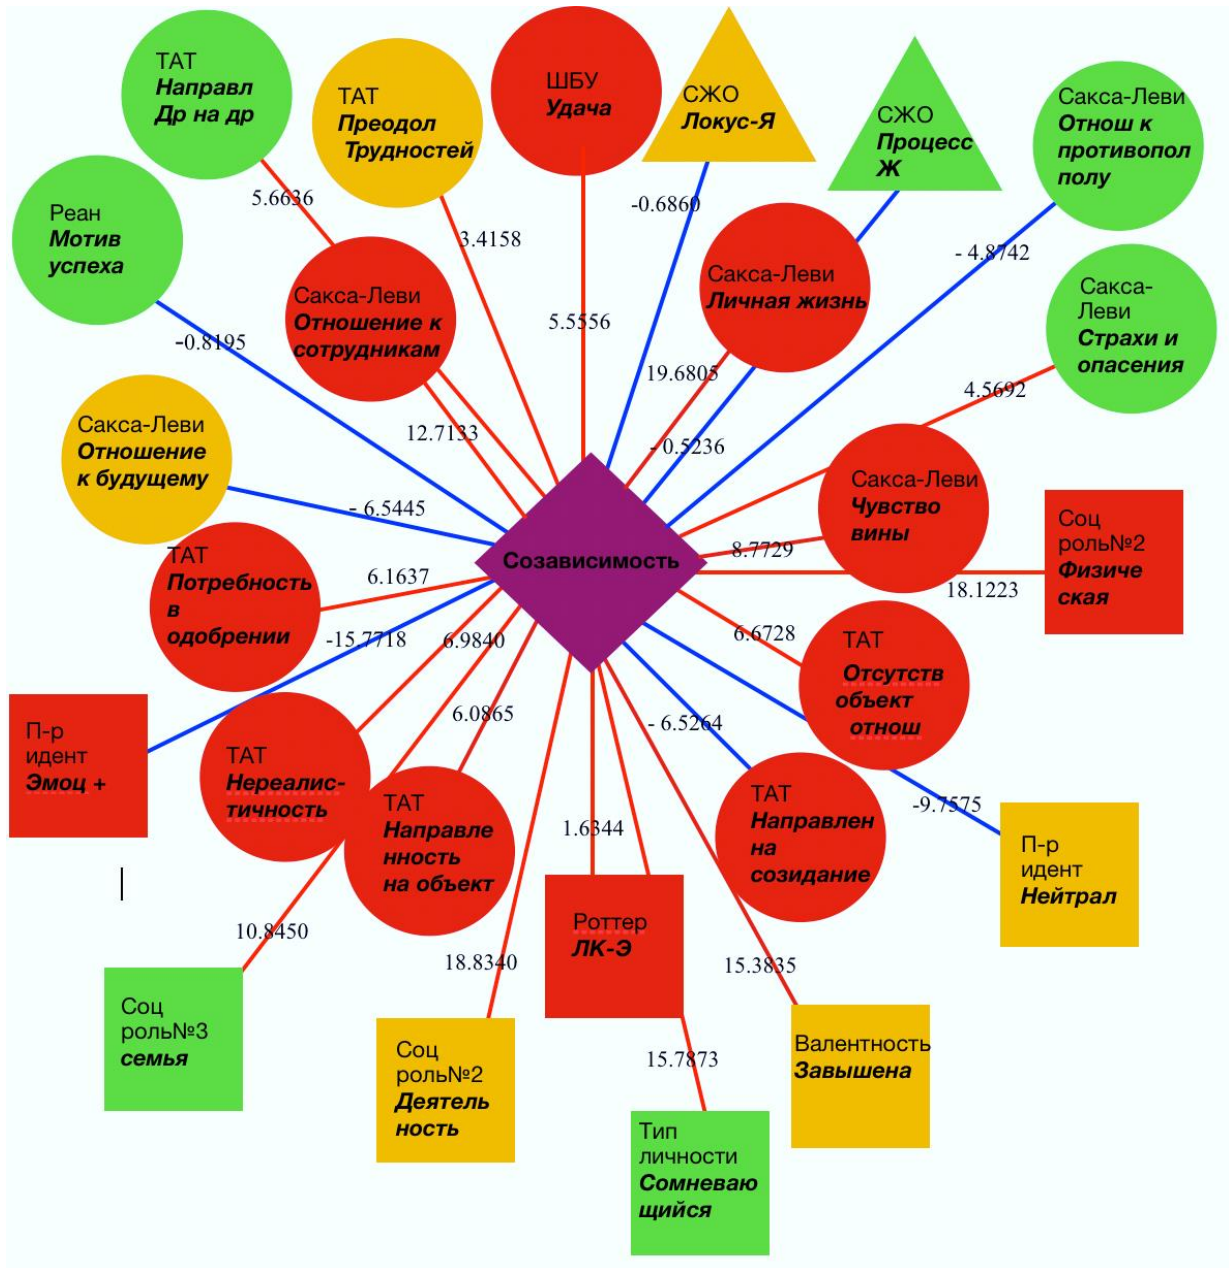 ТАТ
Направл
Др на др
ТАТ
Преодол
Трудностей
ШБУ
Удача
СЖО
Локус-Я
СЖО
Процесс
Ж
Сакса-Леви
Отнош к
противопол
полу
Реан
Мотив
успеха
5.6636
3.4158
-0.6860
- 4.8742
Сакса-Леви
Отношение к
сотрудникам
Сакса-Леви
Личная жизнь
Сакса-
Леви
Страхи и
опасения
-0.8195
5.5556
19.6805
4.5692
12.7133
- 0.5236
Сакса-Леви
Отношение
к будущему
- 6.5445
Сакса-Леви
Чувство
вины
8.7729
Соц
роль№2
Физиче
ская
18.1223
Созависимость
ТАТ
Потребность
в
одобрении
6.1637
-15.7718
6.9840
6.6728
ТАТ
Отсутств
объект
отнош
П-р
идент
Эмоц +
6.0865
- 6.5264
ТАТ
Нереалис-
тичность
ТАТ
Направле
нность
на объект
1.6344
ТАТ
Направлен
на
созидание
-9.7575
П-р
идент
Нейтрал
10.8450
18.8340
Роттер
ЛК-Э
15.3835
Соц
роль№3
семья
Соц
роль№2
Деятель
ность
15.7873
Валентность
Завышена
Тип
личности
Сомневаю
щийся